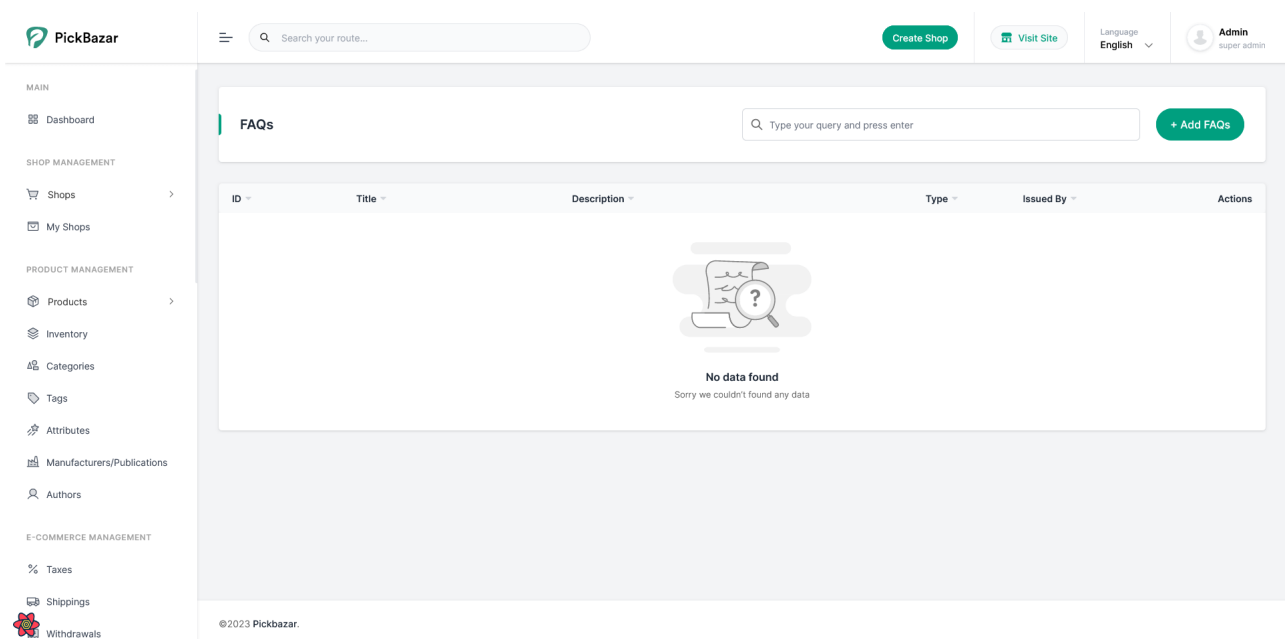 PickBazar
Search your route...
Create Shop
Visit Site
Language
English
Admin
super admin
MAIN
Dashboard
SHOP MANAGEMENT
Shops
My Shops
PRODUCT MANAGEMENT
Products
Inventory
Categories
Tags
Attributes
Manufacturers/Publications
Authors
E-COMMERCE MANAGEMENT
Taxes
Shippings
Withdrawals
FAQs
Type your query and press enter
+ Add FAQs
ID Title Description Type Issued By Actions
?
No data found
Sorry we couldn't found any data
©2023 Pickbazar.